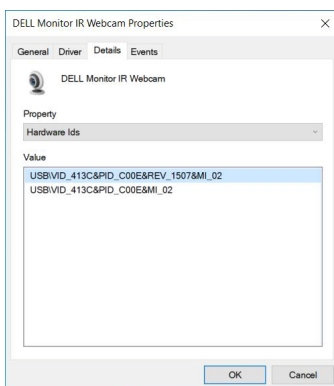 DELL Monitor IR Webcam Properties
General Driver Details Events
DELL Monitor IR Webcam
Property
Hardware Ids
Value
USB\VID_413C&PID_C00E&REV_1507&MI_02
USB\VID_413C&PID_C00E&MI_02
OK Cancel